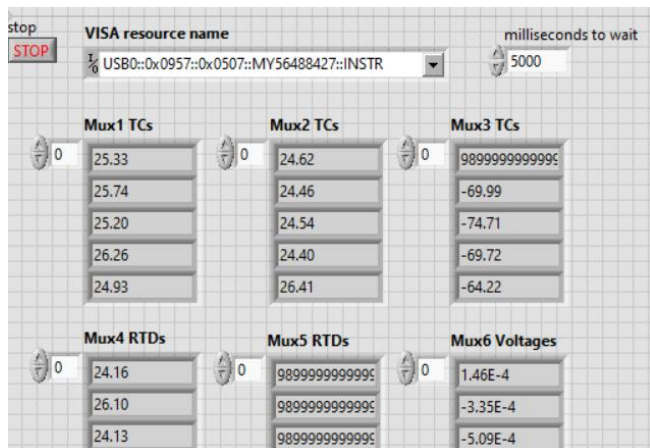 stop
VISA resource name
milliseconds to wait
STOP
USB0::0x0957::0x0507::MY56488427::INSTR
5000
Mux1 TCs
Mux2 TCs
Mux3 TCs
0
25.33
0
24.62
0
9899999999999
25.74
24.46
-69.99
25.20
24.54
-74.71
26.26
24.40
-69.72
24.93
26.41
-64.22
Mux4 RTDs
Mux5 RTDs
Mux6 Voltages
0
24.16
0
9899999999999
0
1.46E-4
26.10
9899999999999
-3.35E-4
24.13
9899999999999
-5.09E-4